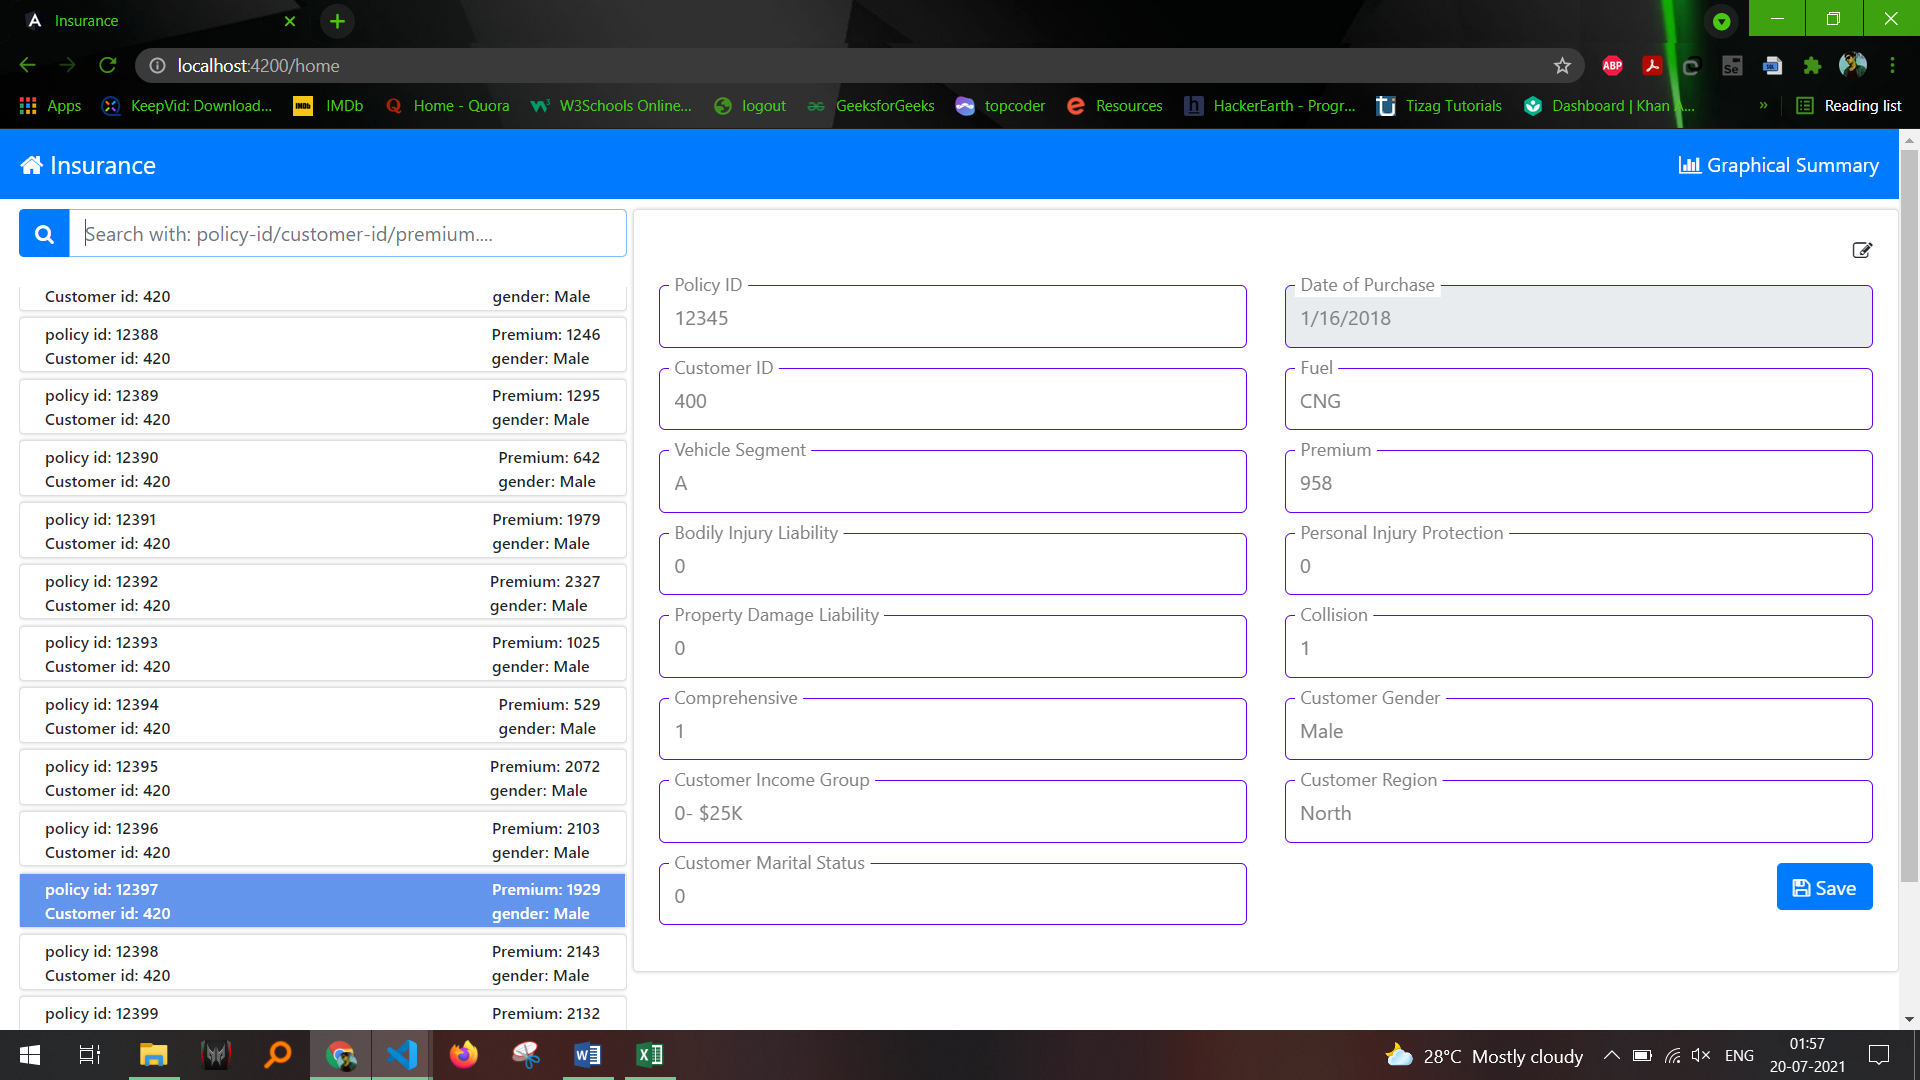 Insurance
localhost:4200/home
ABP
Se
SQL
Apps
KeepVid: Download...
IMDb
IMDb
Home - Quora
W3Schools Online...
logout
GeeksforGeeks
topcoder
Resources
HackerEarth - Progr...
Tizag Tutorials
Dashboard | Khan A...
»
Reading list
Insurance
Graphical Summary
Search with: policy-id/customer-id/premium....
Customer id: 420 gender: Male
policy id: 12388 Premium: 1246
Customer id: 420 gender: Male
policy id: 12389 Premium: 1295
Customer id: 420 gender: Male
policy id: 12390 Premium: 642
Customer id: 420 gender: Male
policy id: 12391 Premium: 1979
Customer id: 420 gender: Male
policy id: 12392 Premium: 2327
Customer id: 420 gender: Male
policy id: 12393 Premium: 1025
Customer id: 420 gender: Male
policy id: 12394 Premium: 529
Customer id: 420 gender: Male
policy id: 12395 Premium: 2072
Customer id: 420 gender: Male
policy id: 12396 Premium: 2103
Customer id: 420 gender: Male
policy id: 12397 Premium: 1929
Customer id: 420 gender: Male
policy id: 12398 Premium: 2143
Customer id: 420 gender: Male
policy id: 12399 Premium: 2132
Policy ID
12345
Date of Purchase
1/16/2018
Customer ID
400
Fuel
CNG
Vehicle Segment
A
Premium
958
Bodily Injury Liability
0
Personal Injury Protection
0
Property Damage Liability
0
Collision
1
Comprehensive
1
Customer Gender
Male
Customer Income Group
0- $25K
Customer Region
North
Customer Marital Status
0
Save
28°C Mostly cloudy
ENG
01:57
20-07-2021